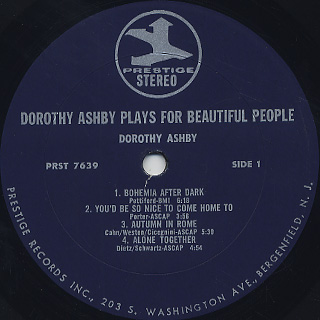 PRESTIGE
STEREO
DOROTHY ASHBY PLAYS FOR BEAUTIFUL PEOPLE
DOROTHY ASHBY
PRST 7639 SIDE 1
1. BOHEMIA AFTER DARK
Pettiford-BMI 6:18
2. YOU'D BE SO NICE TO COME HOME TO
Porter-ASCAP 3:56
3. AUTUMN IN ROME
Cahn/Weston/Cicognini-ASCAP 5:30
4. ALONE TOGETHER
Dietz/Schwartz-ASCAP 4:54
PRESTIGE RECORDS INC., 203 S. WASHINGTON AVE., BERGENFIELD, N. J.